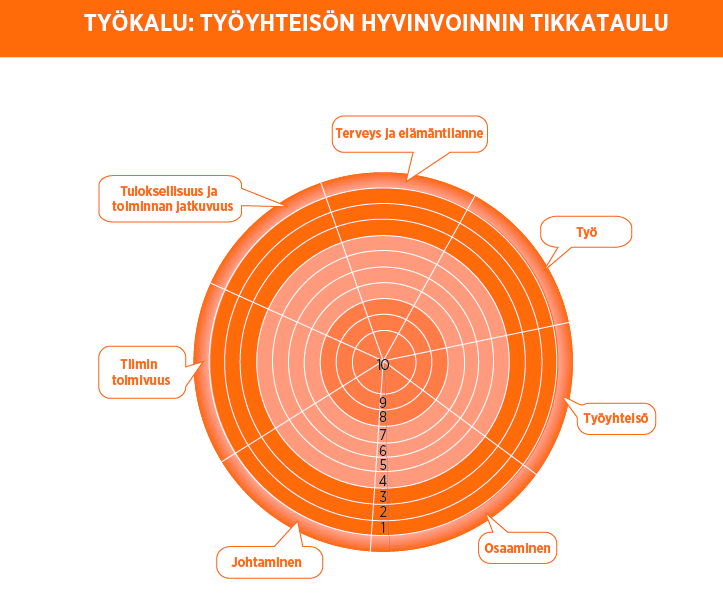 TYÖKALU: TYÖYHTEISÖN HYVINVOINNIN TIKKATAULU
Terveys ja elämäntilanne
Tuloksellisuus ja
toiminnan jatkuvuus
Työ
Tiimin
toimivuus
10
9
8
7
6
5
4
3
2
1
Työyhteisö
Osaaminen
Johtaminen